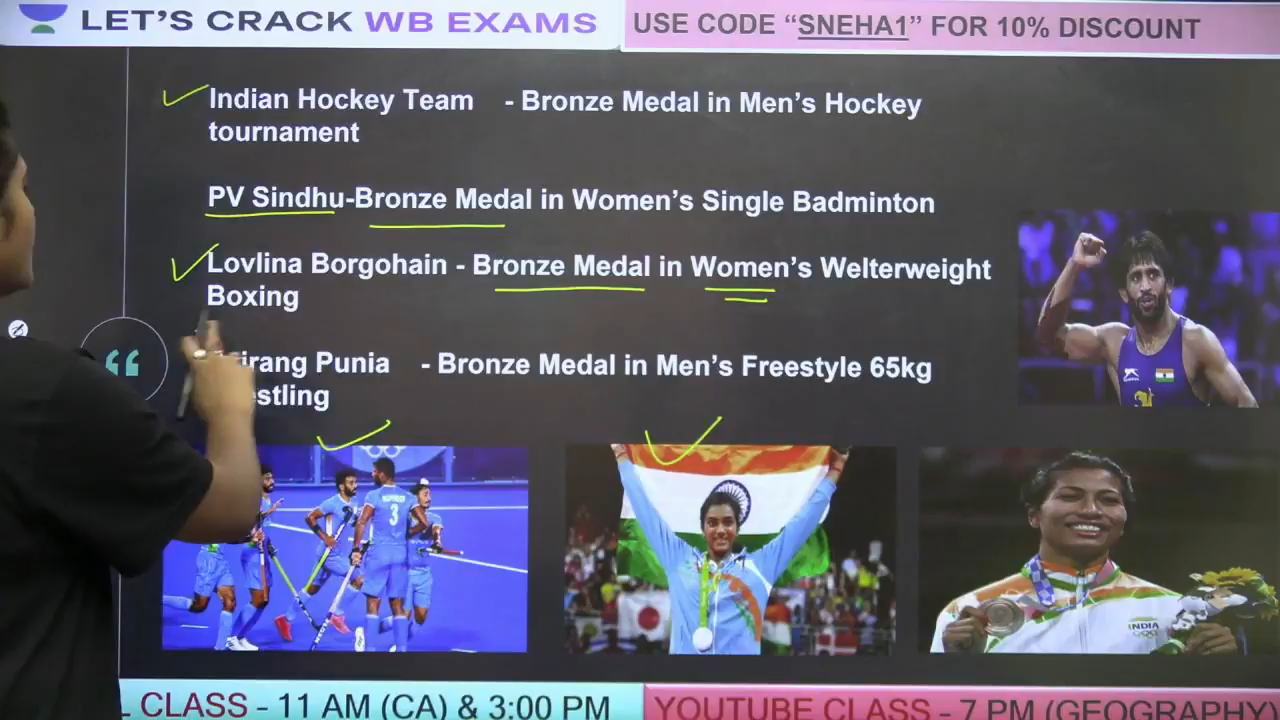 LET'S CRACK WB EXAMS
USE CODE “SNEHA1” FOR 10% DISCOUNT
Indian Hockey Team - Bronze Medal in Men’s Hockey
tournament
PV Sindhu-Bronze Medal in Women’s Single Badminton
Lovlina Borgohain - Bronze Medal in Women’s Welterweight
Boxing
Punia - Bronze Medal in Men’s Freestyle 65kg
3
INDIA
CLASS - 11 AM (CA) & 3:00 PM
YOUTUBE CLASS - 7 PM (GEOGRAPHY)